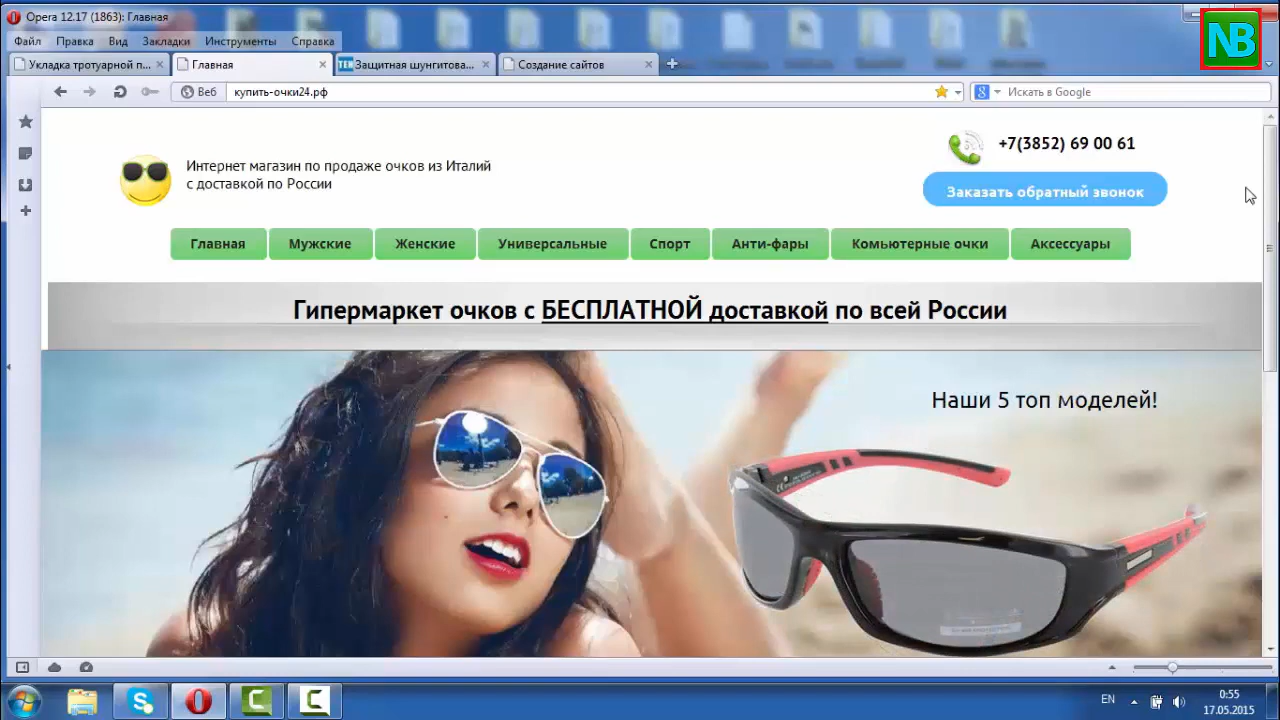 Opera 12.17 (1863): Главная
NB
Файл Правка Вид Закладки Инструменты Справка
Укладка тротуарной п... Главная TEH Защитная шунгитова... Создание сайтов
Веб купить-очки24.рф Искать в Google
Интернет магазин по продаже очков из Италий
с доставкой по России
+7(3852) 69 00 61
Заказать обратный звонок
Главная Мужские Женские Универсальные Спорт Анти-фары Комьютерные очки Аксессуары
Гипермаркет очков с БЕСПЛАТНОЙ доставкой по всей России
Наши 5 топ моделей!
EN
0:55
17.05.2015